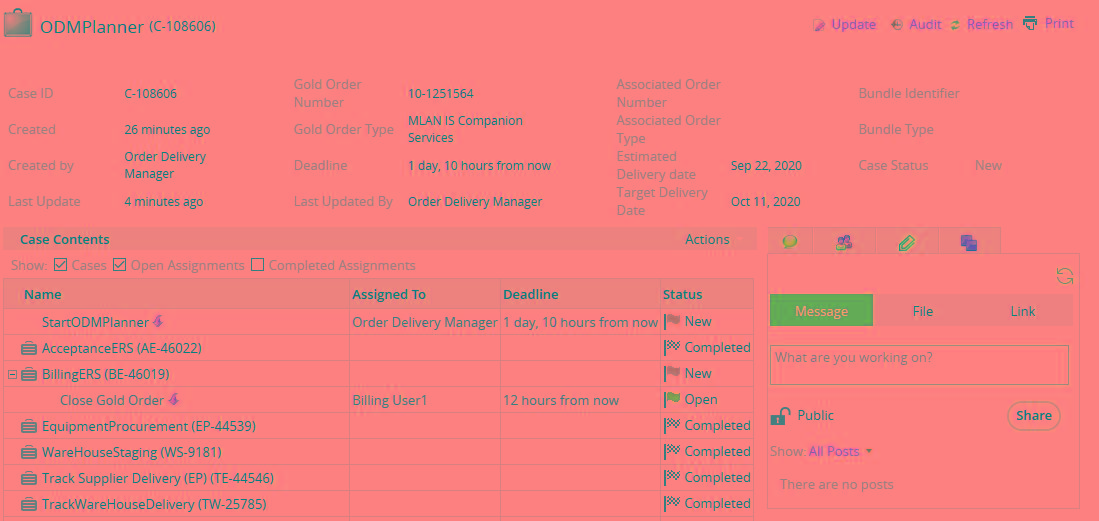 ODMPlanner (C-108606)
Update Audit Refresh Print
Case ID C-108606 Gold Order Number 10-1251564 Associated Order Number Bundle Identifier
Created 26 minutes ago Gold Order Type MLAN IS Companion Services Associated Order Type Bundle Type
Created by Order Delivery Manager Deadline 1 day, 10 hours from now Estimated Delivery date Sep 22, 2020 Case Status New
Last Update 4 minutes ago Last Updated By Order Delivery Manager Target Delivery Date Oct 11, 2020
Case Contents Actions
Show: Cases Open Assignments Completed Assignments
Name Assigned To Deadline Status
StartODMPlanner Order Delivery Manager 1 day, 10 hours from now New
AcceptanceERS (AE-46022) Completed
BillingERS (BE-46019) New
Close Gold Order Billing User1 12 hours from now Open
EquipmentProcurement (EP-44539) Completed
WareHouseStaging (WS-9181) Completed
Track Supplier Delivery (EP) (TE-44546) Completed
TrackWareHouseDelivery (TW-25785) Completed
Message File Link
What are you working on?
Public Share
Show: All Posts
There are no posts